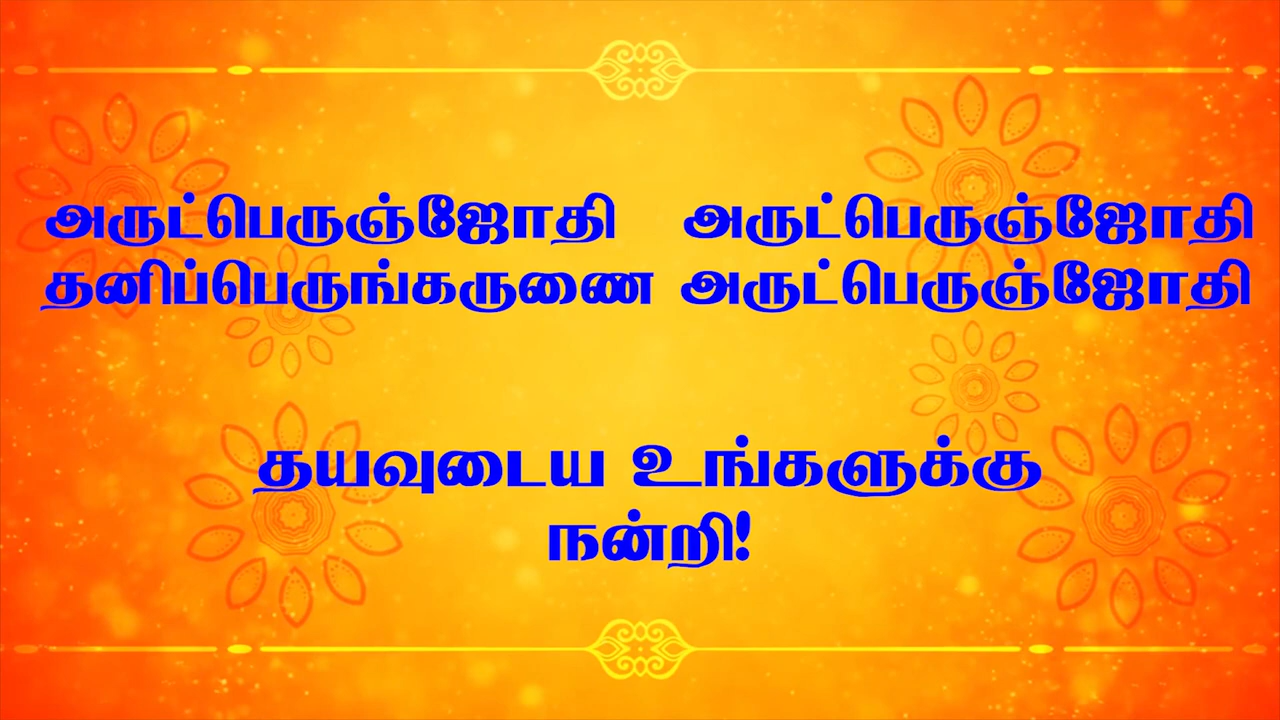 அருட்பெருஞ்ஜோதி அருட்பெருஞ்ஜோதி
தனிப்பெருங்கருணை அருட்பெருஞ்ஜோதி
தயவுடைய உங்களுக்கு
நன்றி!